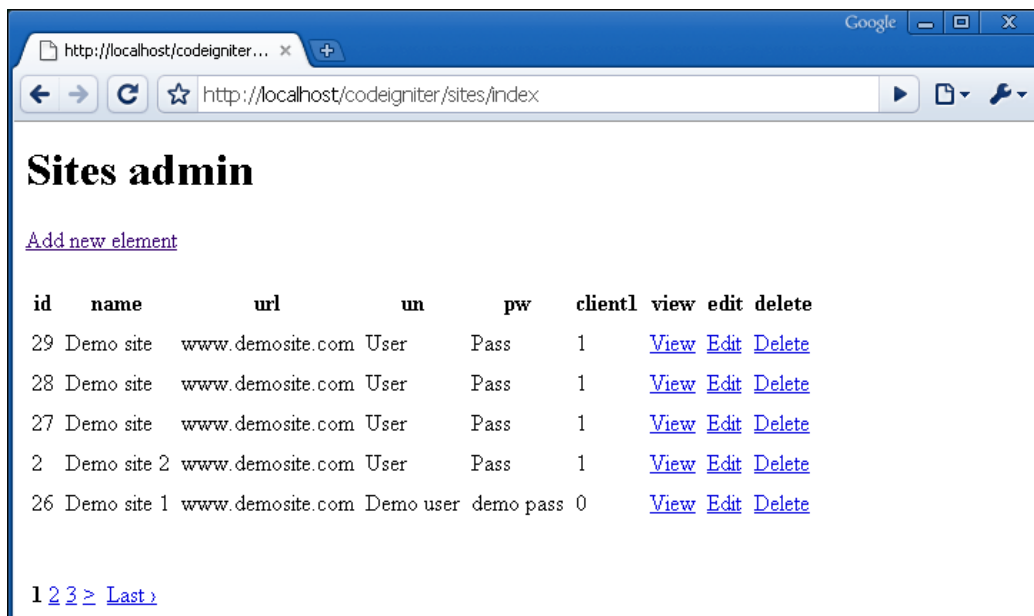 Google
http://localhost/codeigniter...
http://localhost/codeigniter/sites/index
Sites admin
Add new element
id name url un pw client1 view edit delete
29 Demo site www.demosite.com User Pass 1 View Edit Delete
28 Demo site www.demosite.com User Pass 1 View Edit Delete
27 Demo site www.demosite.com User Pass 1 View Edit Delete
2 Demo site 2 www.demosite.com User Pass 1 View Edit Delete
26 Demo site 1 www.demosite.com Demo user demo pass 0 View Edit Delete
1 2 3 > Last ›